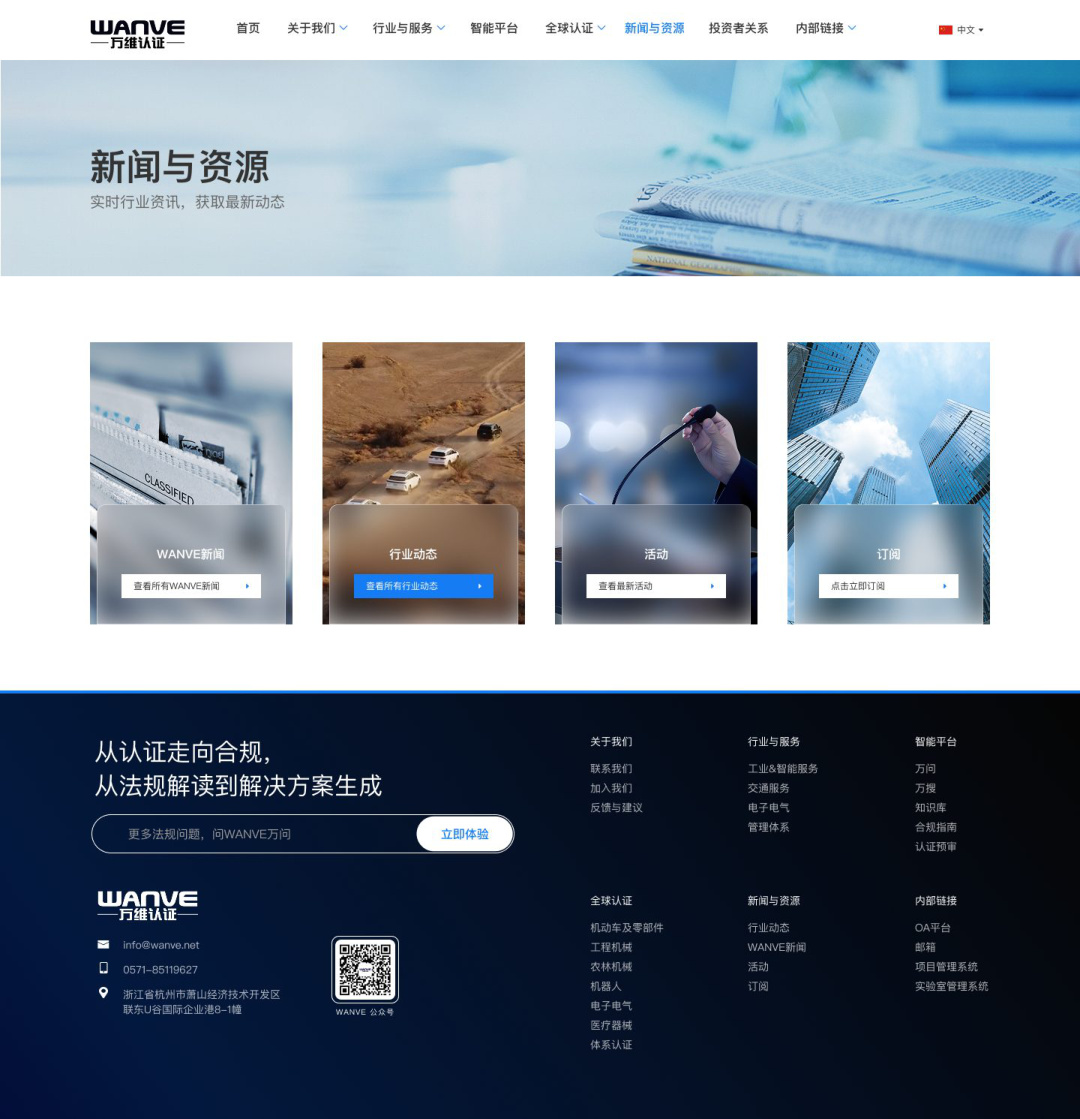 WANVE
万维认证
首页
关于我们
行业与服务
智能平台
全球认证
新闻与资源
投资者关系
内部链接
中文
新闻与资源
实时行业资讯，获取最新动态
NATIONAL GEOGRAPHIC
CLASSIFIED
WANVE新闻
查看所有WANVE新闻
行业动态
查看所有行业动态
活动
查看最新活动
订阅
点击立即订阅
从认证走向合规，
从法规解读到解决方案生成
更多法规问题，问WANVE万问
立即体验
WANVE
万维认证
info@wanve.net
0571-85119627
浙江省杭州市萧山经济技术开发区
联东U谷国际企业港8-1幢
WANVE 公众号
关于我们
联系我们
加入我们
反馈与建议
行业与服务
工业&智能服务
交通服务
电子电气
管理体系
智能平台
万问
万搜
知识库
合规指南
认证预审
全球认证
机动车及零部件
工程机械
农林机械
机器人
电子电气
医疗器械
体系认证
新闻与资源
行业动态
WANVE新闻
活动
订阅
内部链接
OA平台
邮箱
项目管理系统
实验室管理系统